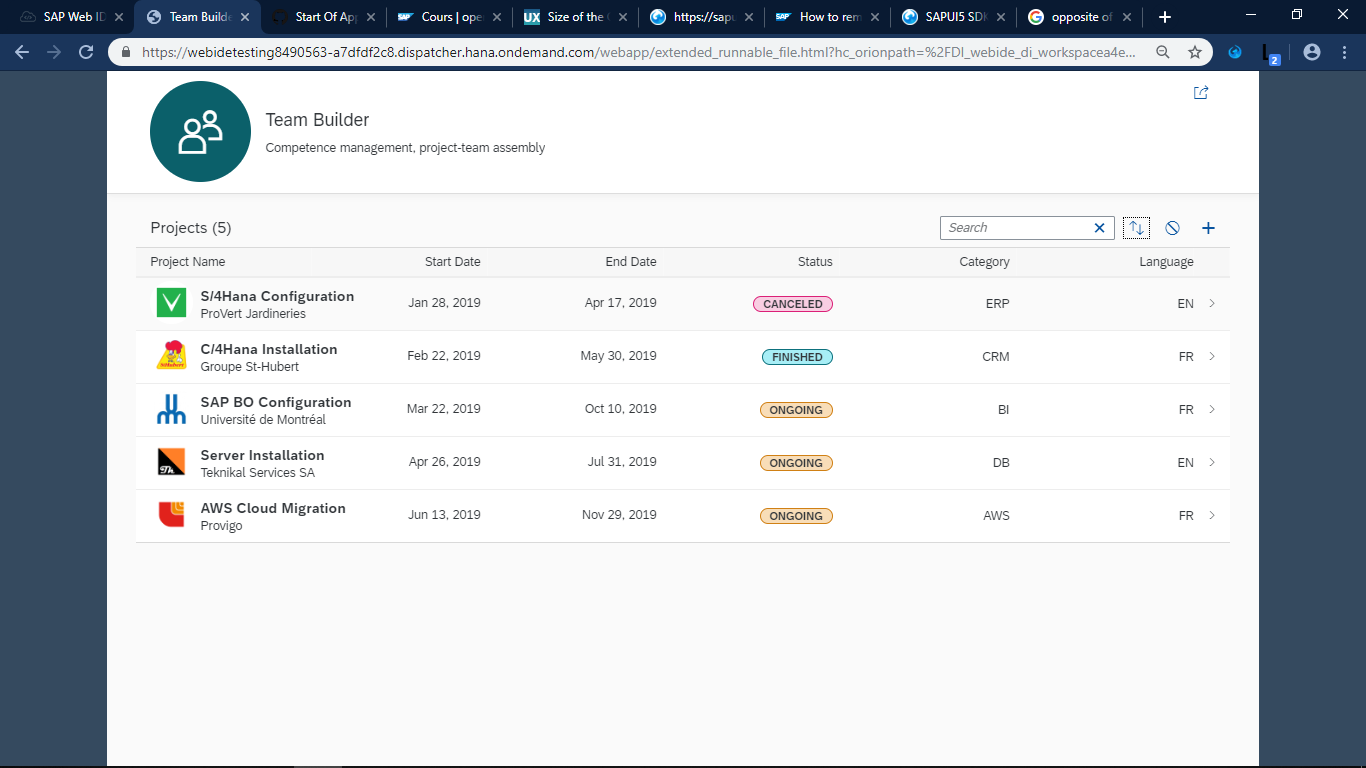 SAP Web ID
Team Builde
Start Of App
Cours | ope
UX
Size of the
https://sapu
How to rem
SAPUI5 SDK
opposite of
https://webidetesting8490563-a7dfdf2c8.dispatcher.hana.ondemand.com/webapp/extended_runnable_file.html?hc_orionpath=%2FDI_webide_di_workspacea4e...
2
Team Builder
Competence management, project-team assembly
Projects (5)
Search
Project Name Start Date End Date Status Category Language
S/4Hana Configuration
ProVert Jardineries
Jan 28, 2019 Apr 17, 2019 CANCELED ERP EN
C/4Hana Installation
Groupe St-Hubert
Feb 22, 2019 May 30, 2019 FINISHED CRM FR
SAP BO Configuration
Université de Montréal
Mar 22, 2019 Oct 10, 2019 ONGOING BI FR
Server Installation
Teknikal Services SA
Apr 26, 2019 Jul 31, 2019 ONGOING DB EN
AWS Cloud Migration
Provigo
Jun 13, 2019 Nov 29, 2019 ONGOING AWS FR